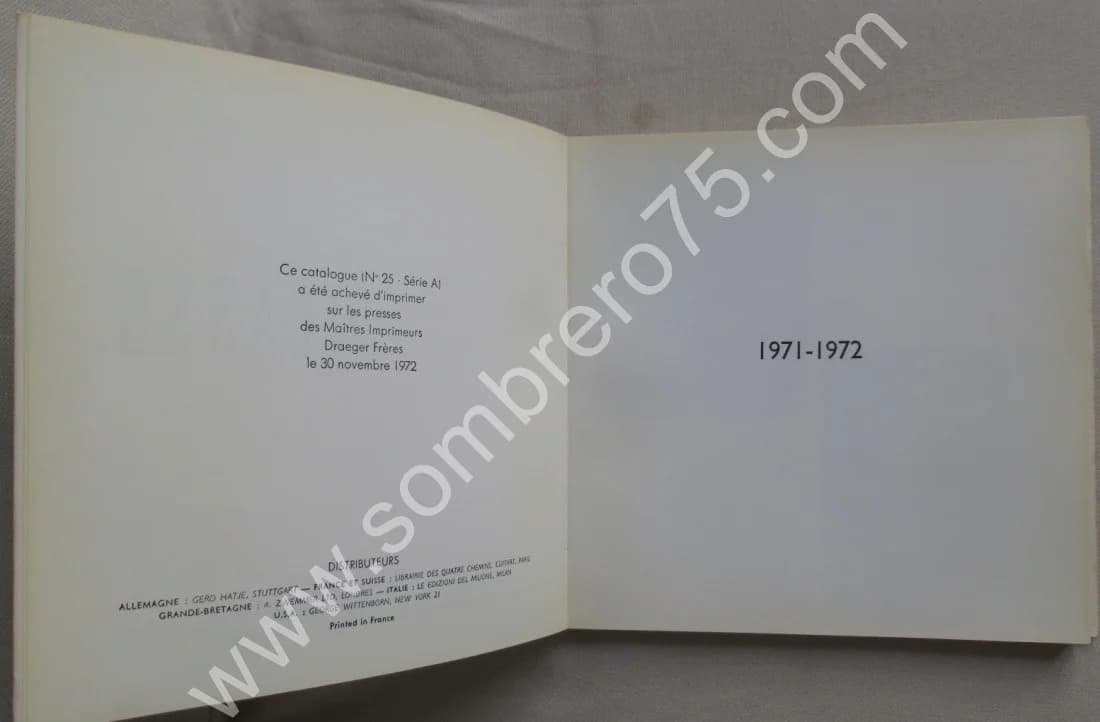 Ce catalogue (N° 25 - Série A)
a été achevé d'imprimer
sur les presses
des Maîtres Imprimeurs
Draeger Frères
le 30 novembre 1972
DISTRIBUTEURS
ALLEMAGNE : GERD HATJE, STUTTGART — FRANCE ET SUISSE : LIBRAIRIE DES QUATRE CHEMINS, EDITART, PARIS
GRANDE-BRETAGNE : A. ZWEMMER LTD, LONDRES — ITALIE : LE EDIZIONI DEL MILIONE, MILAN
U.S.A. : GEORGE WITTENBORN, NEW YORK 21
Printed in France
1971-1972
www.sombrero75.com